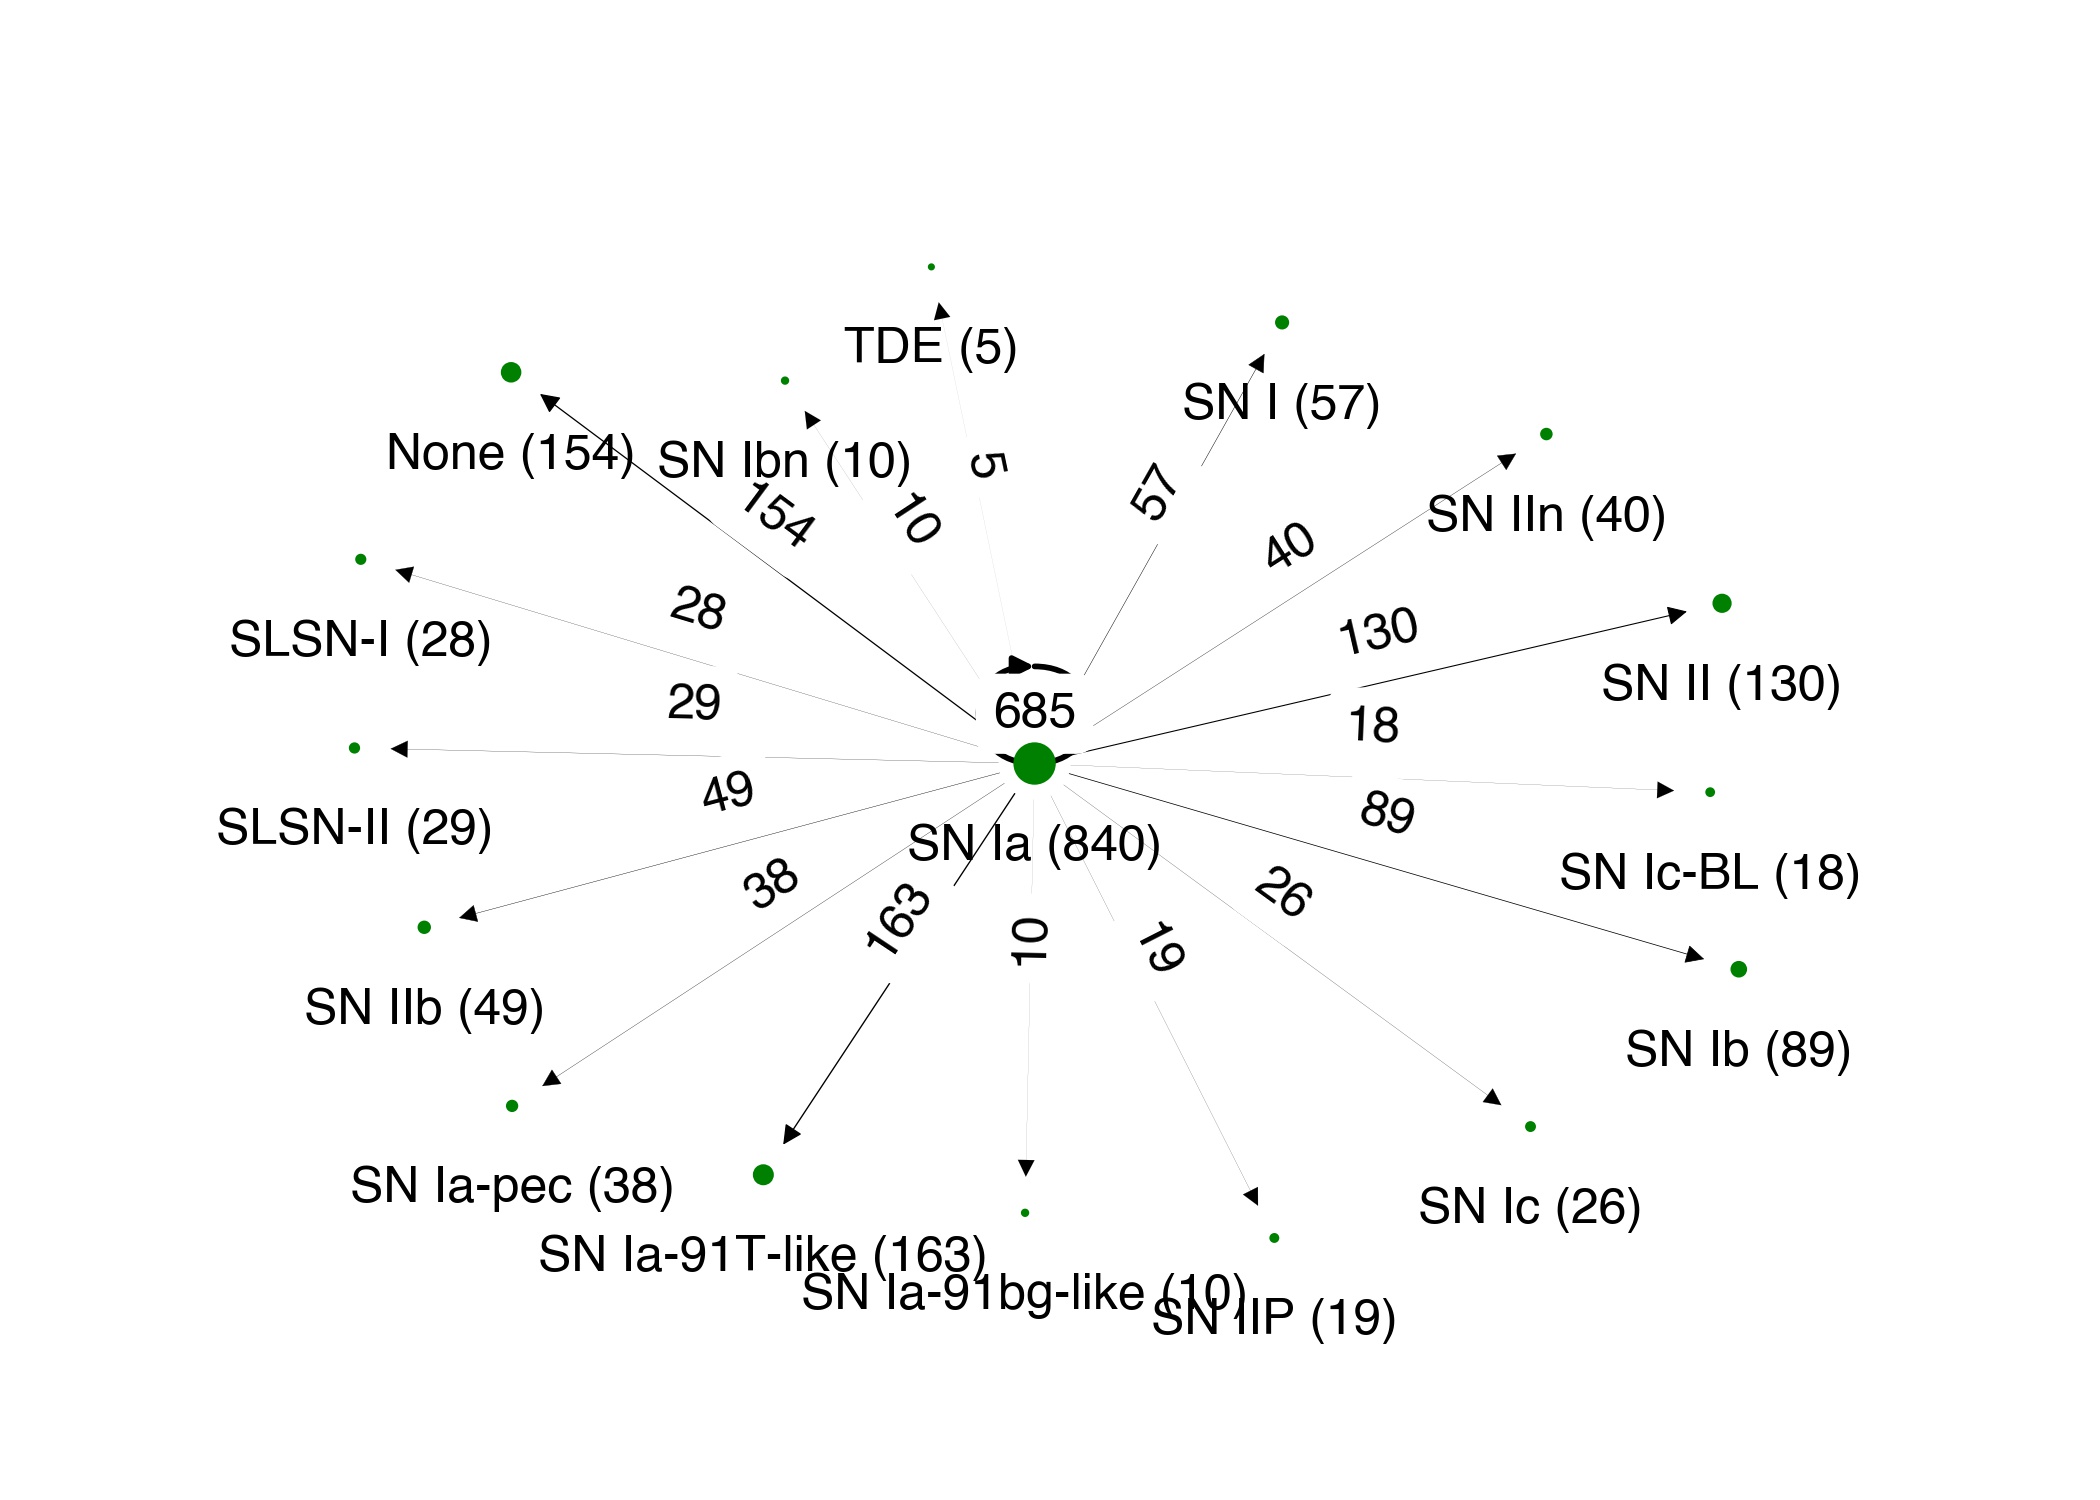 TDE (5)
SN I (57)
None (154)
SN Ibn (10)
5
57
SN IIn (40)
154
10
40
28
130
SLSN-I (28)
SN II (130)
29
685
18
49
89
SLSN-II (29)
SN Ia (840)
SN Ic-BL (18)
38
163
26
10
19
SN IIb (49)
SN Ib (89)
SN Ia-pec (38)
SN Ic (26)
SN Ia-91T-like (163)
SN Ia-91bg-like (10)
SN IIP (19)